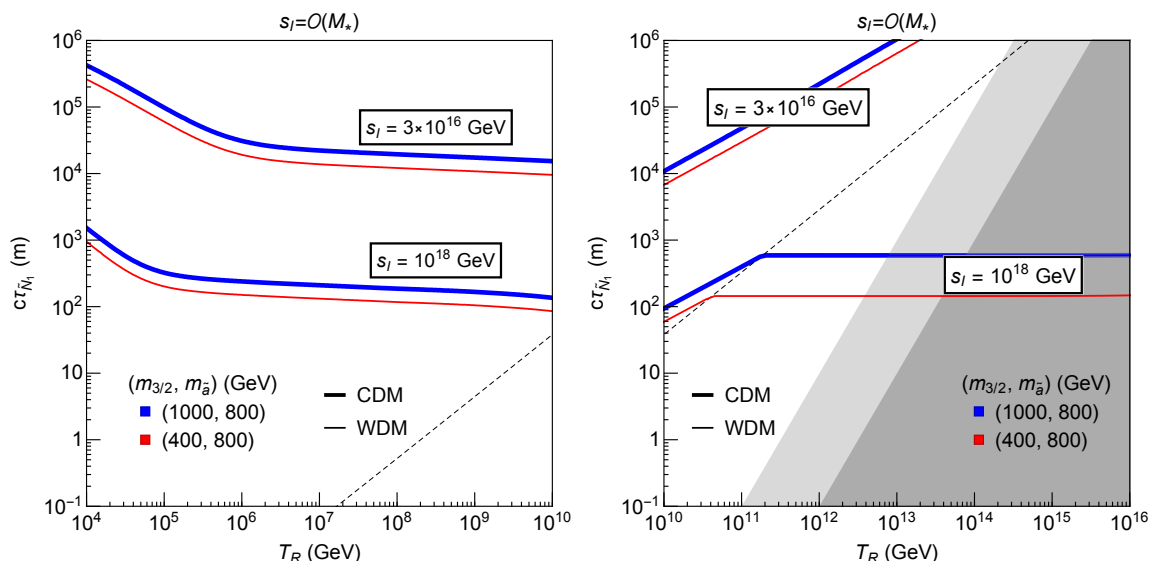 s_I=O(M_*)
10^6
10^5
10^4
10^3
10^2
10
1
10^-1
cτ_Ñ_1 (m)
s_I = 3×10^16 GeV
s_I = 10^18 GeV
(m_3/2, m_ã) (GeV)
(1000, 800)
(400, 800)
CDM
WDM
10^4 10^5 10^6 10^7 10^8 10^9 10^10
T_R (GeV)
s_I=O(M_*)
10^6
10^5
10^4
10^3
10^2
10
1
10^-1
cτ_Ñ_1 (m)
s_I = 3×10^16 GeV
s_I = 10^18 GeV
CDM
WDM
(m_3/2, m_ã) (GeV)
(1000, 800)
(400, 800)
10^10 10^11 10^12 10^13 10^14 10^15 10^16
T_R (GeV)